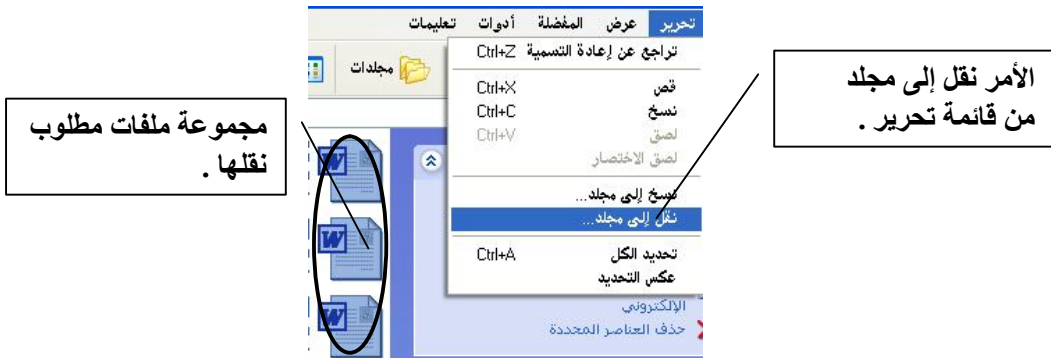 تحرير عرض المفضلة أدوات تعليمات
مجلدات
تراجع عن إعادة التسمية Ctrl+Z
قص Ctrl+X
نسخ Ctrl+C
لصق Ctrl+V
لصق الاختصار
نسخ إلى مجلد...
نقل إلى مجلد...
تحديد الكل Ctrl+A
عكس التحديد
الإلكتروني
حذف العناصر المحددة
الأمر نقل إلى مجلد
من قائمة تحرير .
مجموعة ملفات مطلوب
نقلها .
W
W
W